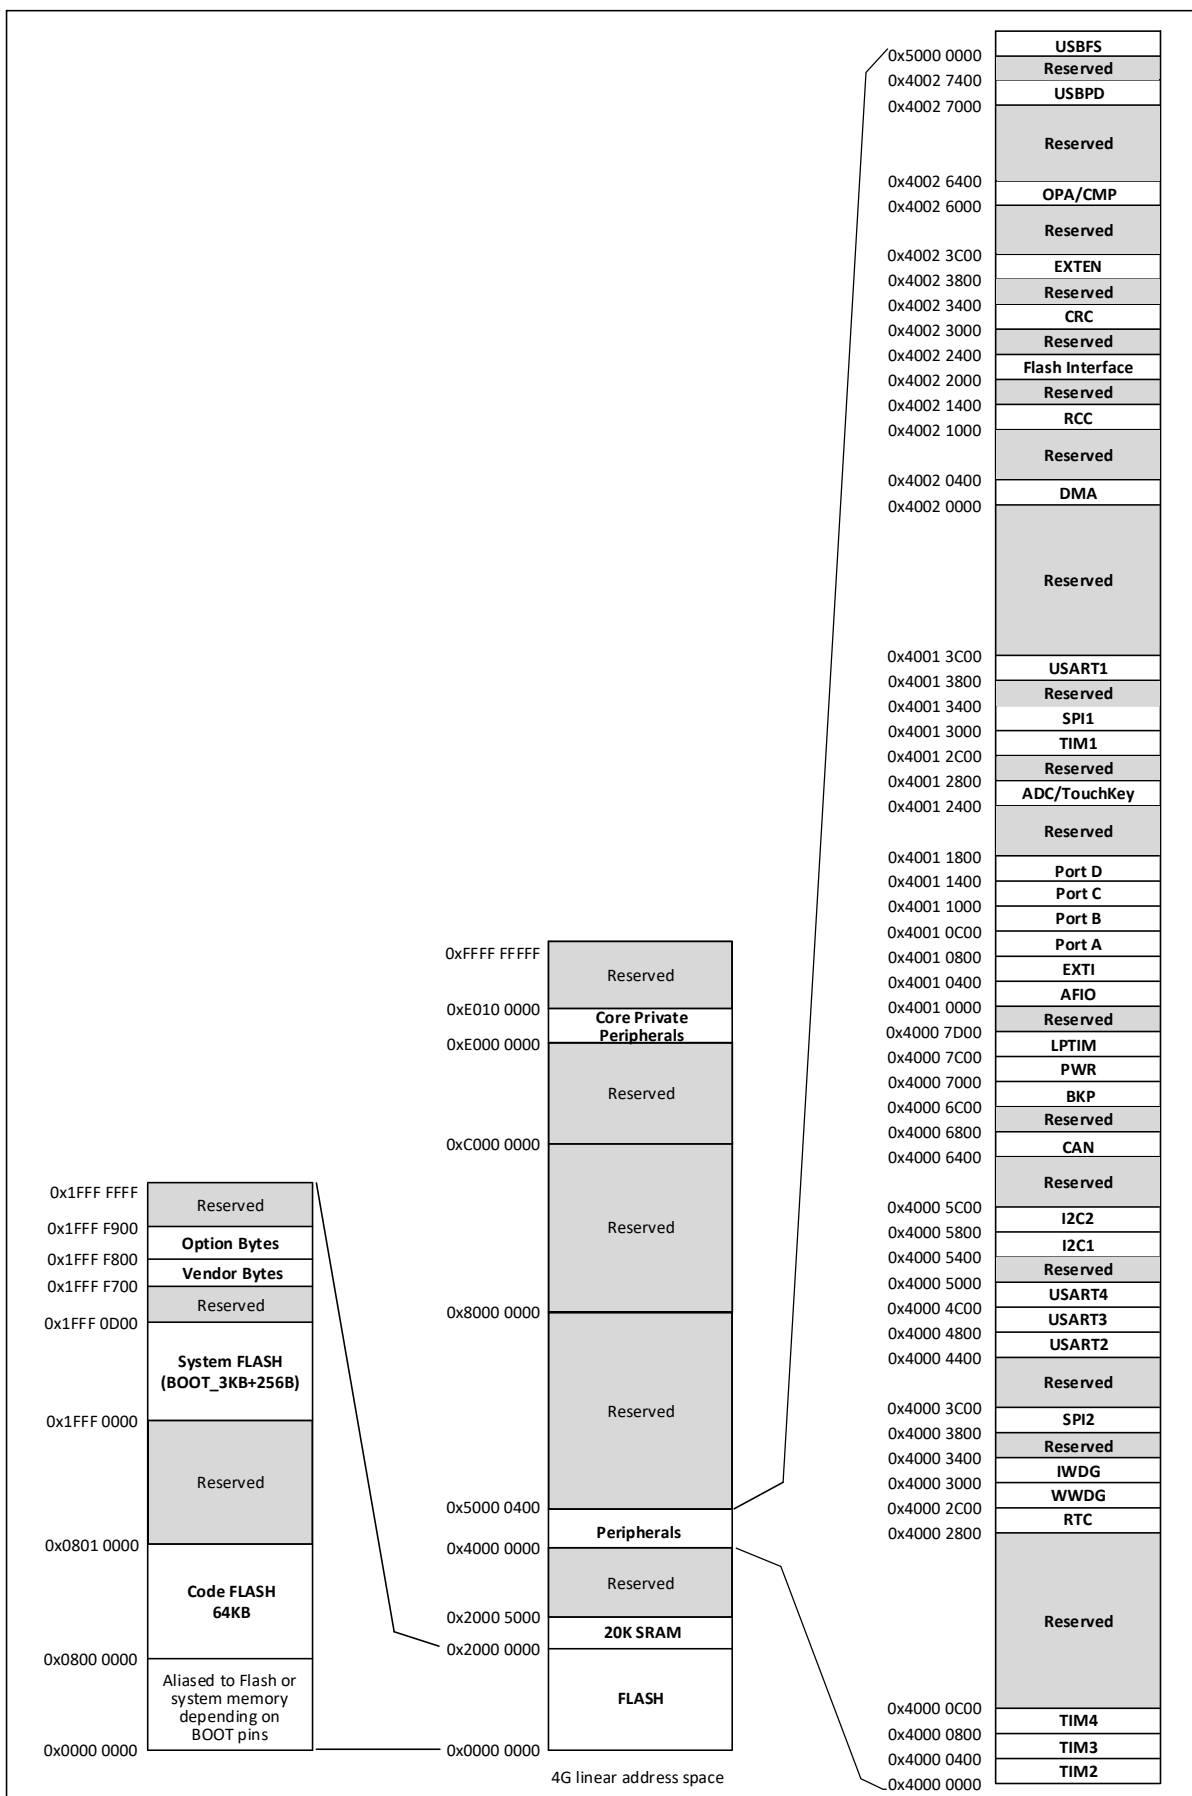 0x1FFF FFFF
Reserved
0x1FFF F900
Option Bytes
0x1FFF F800
Vendor Bytes
0x1FFF F700
Reserved
0x1FFF 0D00
System FLASH
(BOOT_3KB+256B)
0x1FFF 0000
Reserved
0x0801 0000
Code FLASH
64KB
0x0800 0000
Aliased to Flash or
system memory
depending on
BOOT pins
0x0000 0000
0xFFFF FFFFF
Reserved
0xE010 0000
Core Private
Peripherals
0xE000 0000
Reserved
0xC000 0000
Reserved
0x8000 0000
Reserved
0x5000 0400
Peripherals
0x4000 0000
Reserved
0x2000 5000
20K SRAM
0x2000 0000
FLASH
0x0000 0000
4G linear address space
USBFS
0x5000 0000
Reserved
0x4002 7400
USBPD
0x4002 7000
Reserved
0x4002 6400
OPA/CMP
0x4002 6000
Reserved
0x4002 3C00
EXTEN
0x4002 3800
Reserved
0x4002 3400
CRC
0x4002 3000
Reserved
0x4002 2400
Flash Interface
0x4002 2000
Reserved
0x4002 1400
RCC
0x4002 1000
Reserved
0x4002 0400
DMA
0x4002 0000
Reserved
0x4001 3C00
USART1
0x4001 3800
Reserved
0x4001 3400
SPI1
0x4001 3000
TIM1
0x4001 2C00
Reserved
0x4001 2800
ADC/TouchKey
0x4001 2400
Reserved
0x4001 1800
Port D
0x4001 1400
Port C
0x4001 1000
Port B
0x4001 0C00
Port A
0x4001 0800
EXTI
0x4001 0400
AFIO
0x4001 0000
Reserved
0x4000 7D00
LPTIM
0x4000 7C00
PWR
0x4000 7000
BKP
0x4000 6C00
Reserved
0x4000 6800
CAN
0x4000 6400
Reserved
0x4000 5C00
I2C2
0x4000 5800
I2C1
0x4000 5400
Reserved
0x4000 5000
USART4
0x4000 4C00
USART3
0x4000 4800
USART2
0x4000 4400
Reserved
0x4000 3C00
SPI2
0x4000 3800
Reserved
0x4000 3400
IWDG
0x4000 3000
WWDG
0x4000 2C00
RTC
0x4000 2800
Reserved
0x4000 0C00
TIM4
0x4000 0800
TIM3
0x4000 0400
TIM2
0x4000 0000